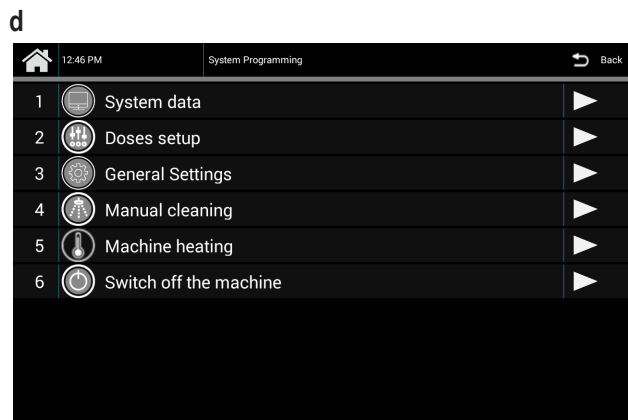 d
12:46 PM System Programming Back
1 System data
2 Doses setup
3 General Settings
4 Manual cleaning
5 Machine heating
6 Switch off the machine